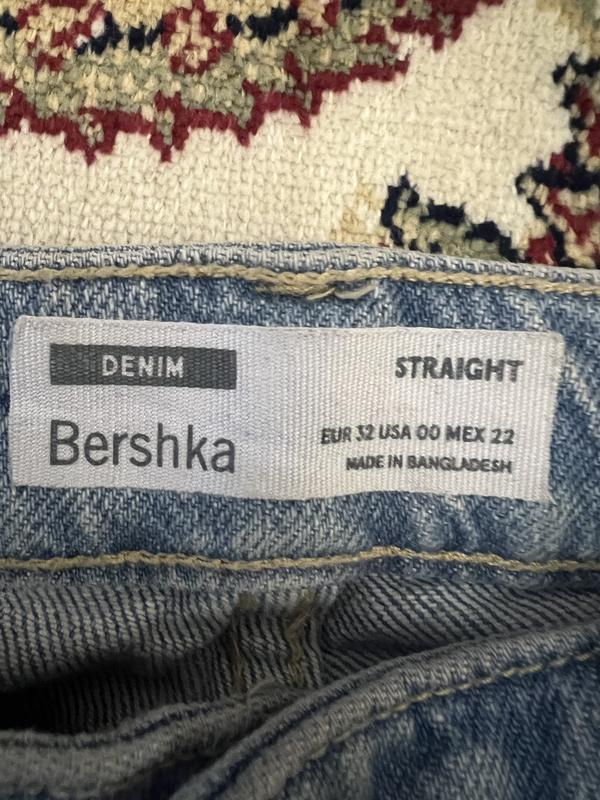 DENIM
Bershka
STRAIGHT
EUR 32 USA 00 MEX 22
MADE IN BANGLADESH